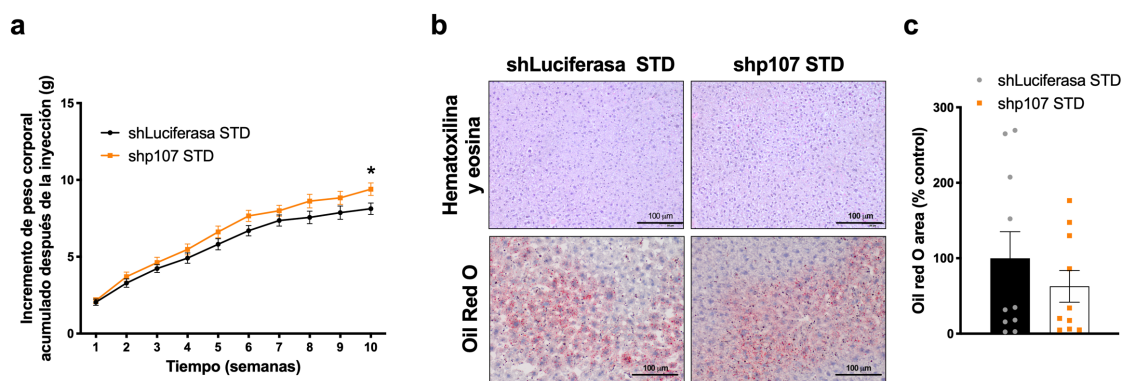 a
Incremento de peso corporal
acumulado después de la inyección (g)
15
10
5
0
shLuciferasa STD
shp107 STD
*
1 2 3 4 5 6 7 8 9 10
Tiempo (semanas)
b
shLuciferasa STD
shp107 STD
Hematoxilina
y eosina
100 µm
100 µm
Oil Red O
100 µm
100 µm
c
shLuciferasa STD
shp107 STD
Oil red O area (% control)
300
200
100
0